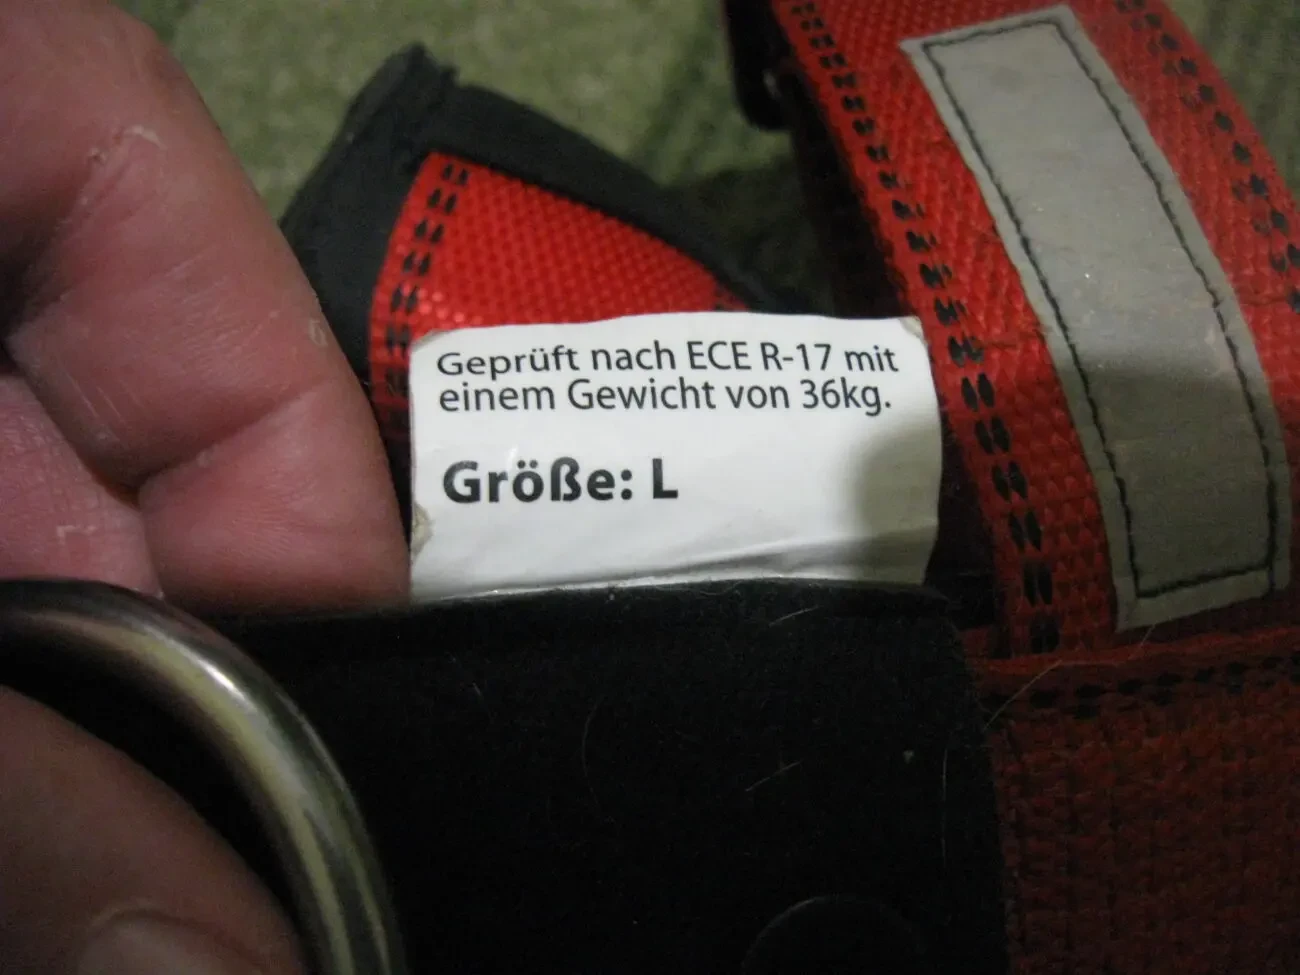 Geprüft nach ECE R-17 mit
einem Gewicht von 36kg.
Größe: L